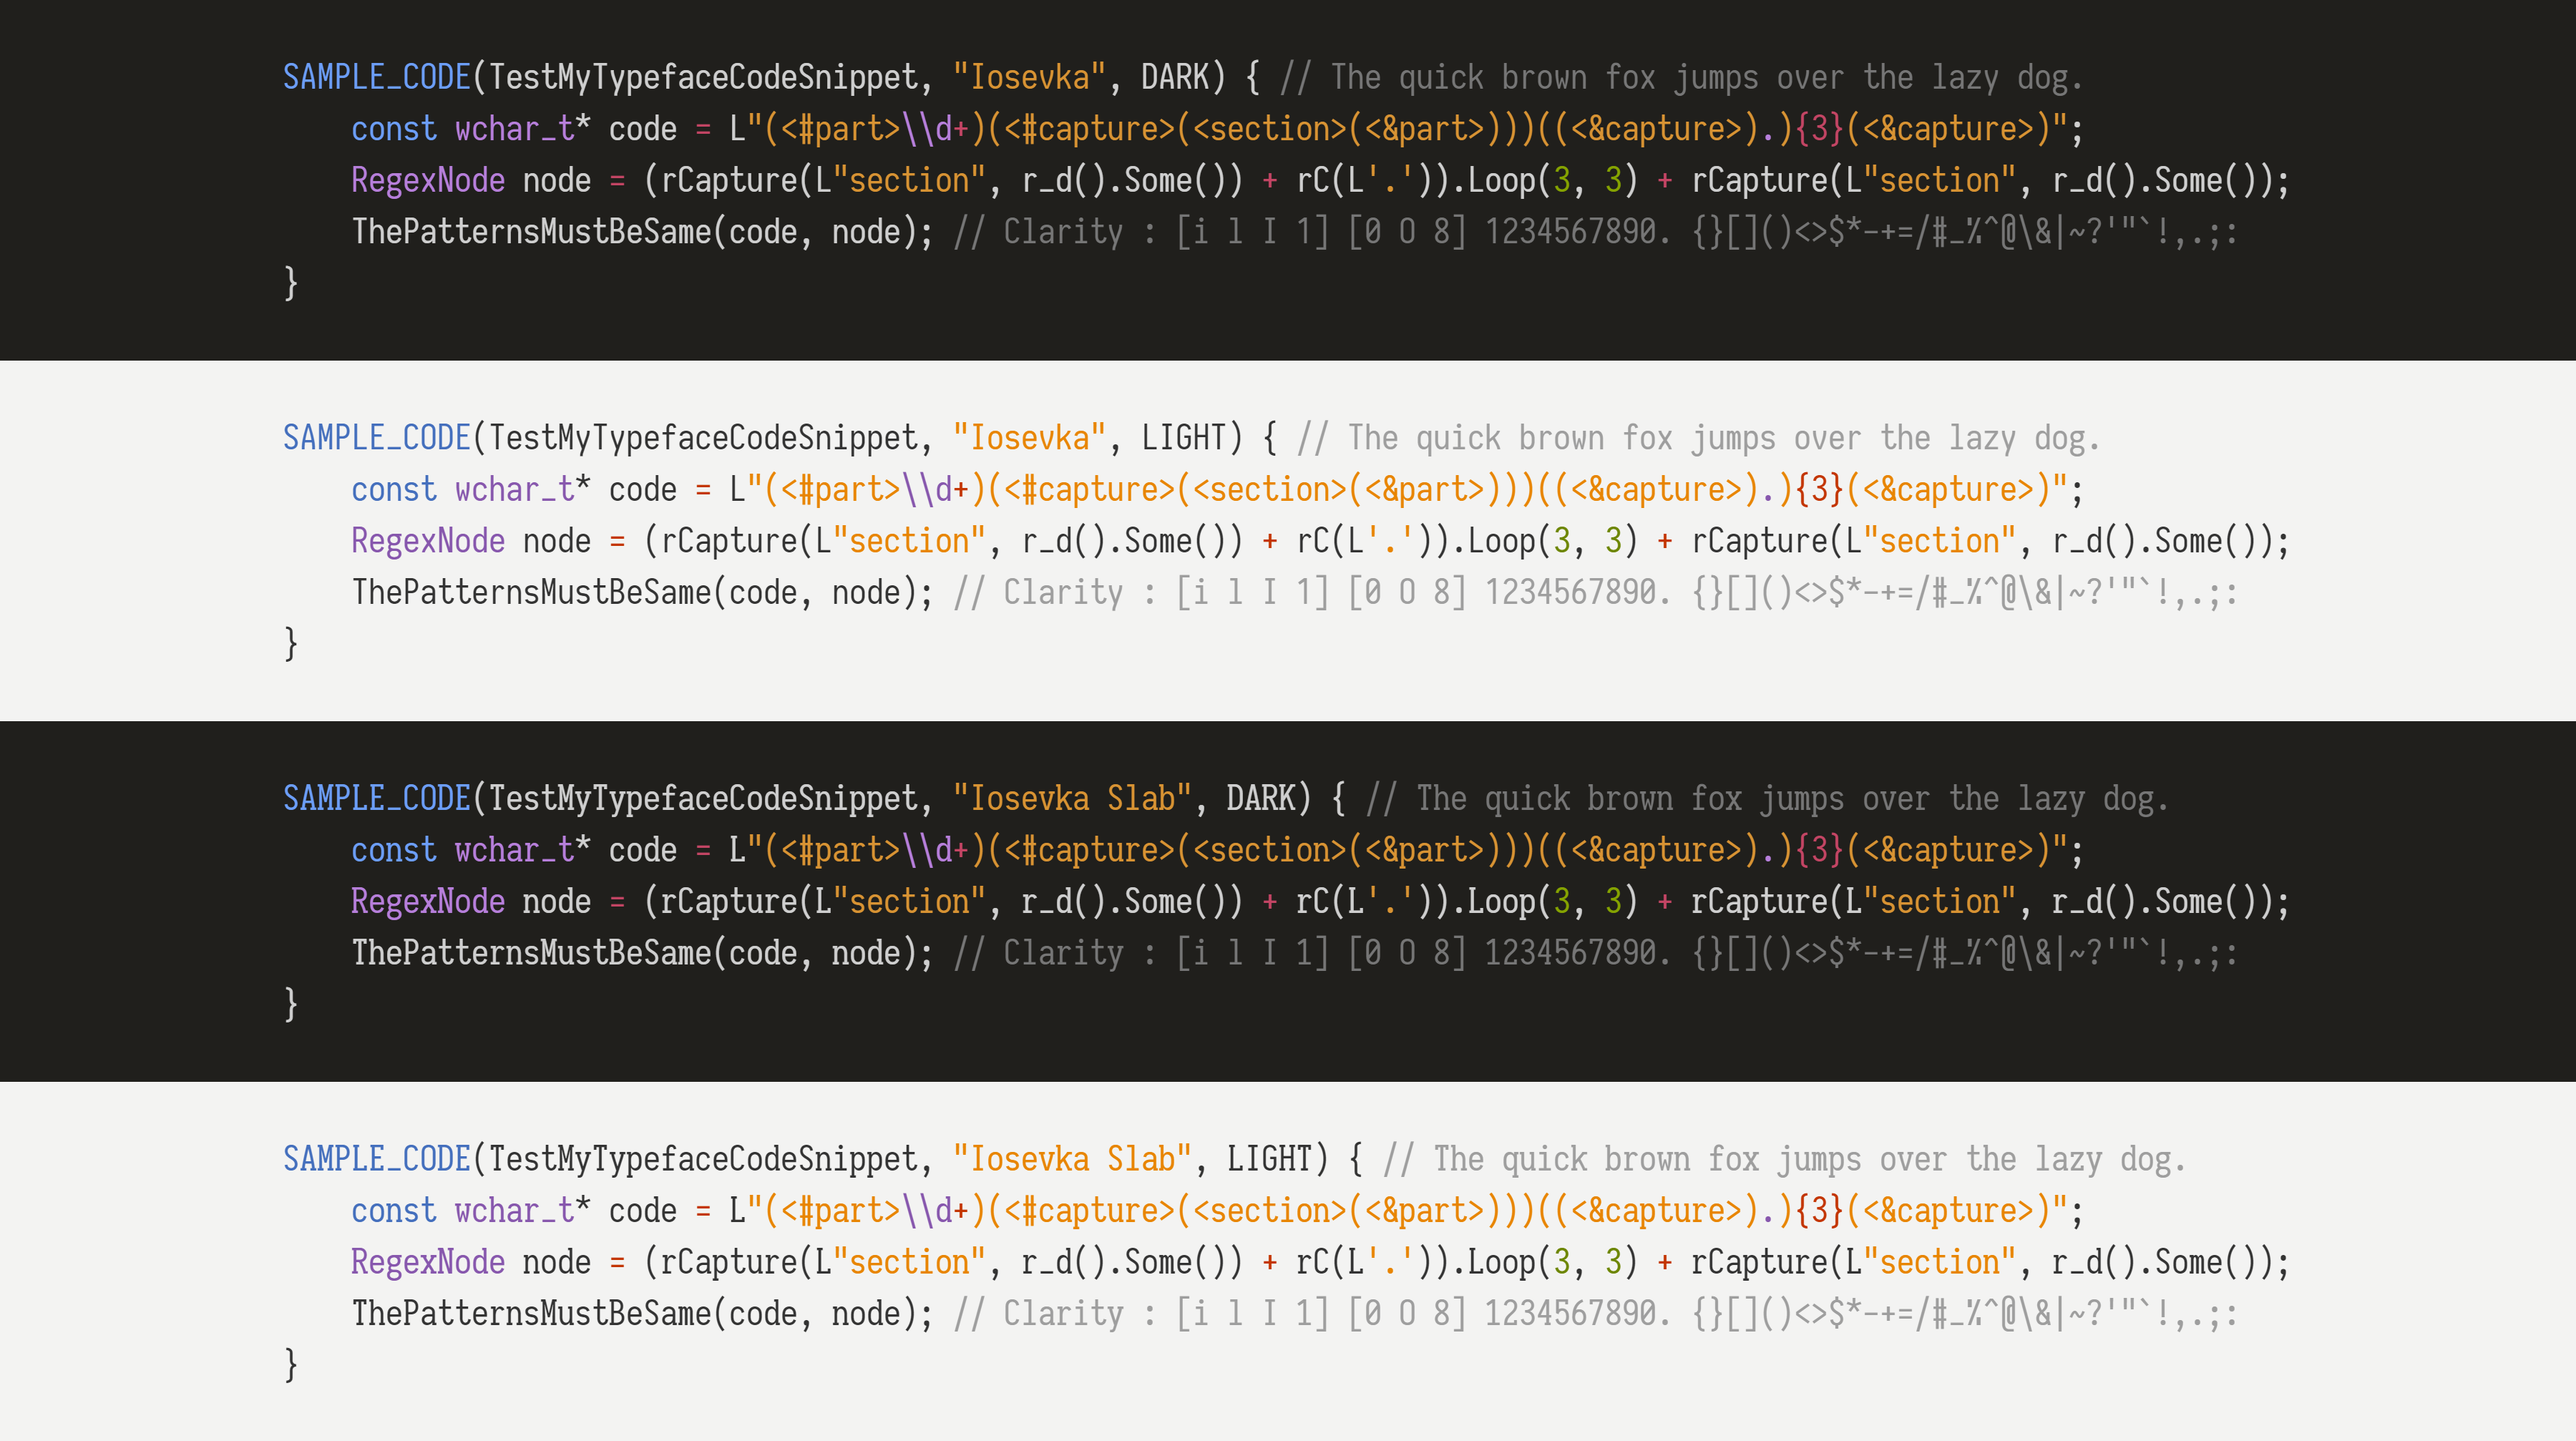 SAMPLE_CODE(TestMyTypefaceCodeSnippet, "Iosevka", DARK) { // The quick brown fox jumps over the lazy dog.
    const wchar_t* code = L"(<#part>\\d+)(<#capture>(<section>(<&part>)))((<&capture>).){3}(<&capture>)";
    RegexNode node = (rCapture(L"section", r_d().Some()) + rC(L'.')).Loop(3, 3) + rCapture(L"section", r_d().Some());
    ThePatternsMustBeSame(code, node); // Clarity : [i l I 1] [0 O 8] 1234567890. {}[]()<>$*-+=/#_%^@\&|~?'"`!,.;:
}
SAMPLE_CODE(TestMyTypefaceCodeSnippet, "Iosevka", LIGHT) { // The quick brown fox jumps over the lazy dog.
    const wchar_t* code = L"(<#part>\\d+)(<#capture>(<section>(<&part>)))((<&capture>).){3}(<&capture>)";
    RegexNode node = (rCapture(L"section", r_d().Some()) + rC(L'.')).Loop(3, 3) + rCapture(L"section", r_d().Some());
    ThePatternsMustBeSame(code, node); // Clarity : [i l I 1] [0 O 8] 1234567890. {}[]()<>$*-+=/#_%^@\&|~?'"`!,.;:
}
SAMPLE_CODE(TestMyTypefaceCodeSnippet, "Iosevka Slab", DARK) { // The quick brown fox jumps over the lazy dog.
    const wchar_t* code = L"(<#part>\\d+)(<#capture>(<section>(<&part>)))((<&capture>).){3}(<&capture>)";
    RegexNode node = (rCapture(L"section", r_d().Some()) + rC(L'.')).Loop(3, 3) + rCapture(L"section", r_d().Some());
    ThePatternsMustBeSame(code, node); // Clarity : [i l I 1] [0 O 8] 1234567890. {}[]()<>$*-+=/#_%^@\&|~?'"`!,.;:
}
SAMPLE_CODE(TestMyTypefaceCodeSnippet, "Iosevka Slab", LIGHT) { // The quick brown fox jumps over the lazy dog.
    const wchar_t* code = L"(<#part>\\d+)(<#capture>(<section>(<&part>)))((<&capture>).){3}(<&capture>)";
    RegexNode node = (rCapture(L"section", r_d().Some()) + rC(L'.')).Loop(3, 3) + rCapture(L"section", r_d().Some());
    ThePatternsMustBeSame(code, node); // Clarity : [i l I 1] [0 O 8] 1234567890. {}[]()<>$*-+=/#_%^@\&|~?'"`!,.;:
}